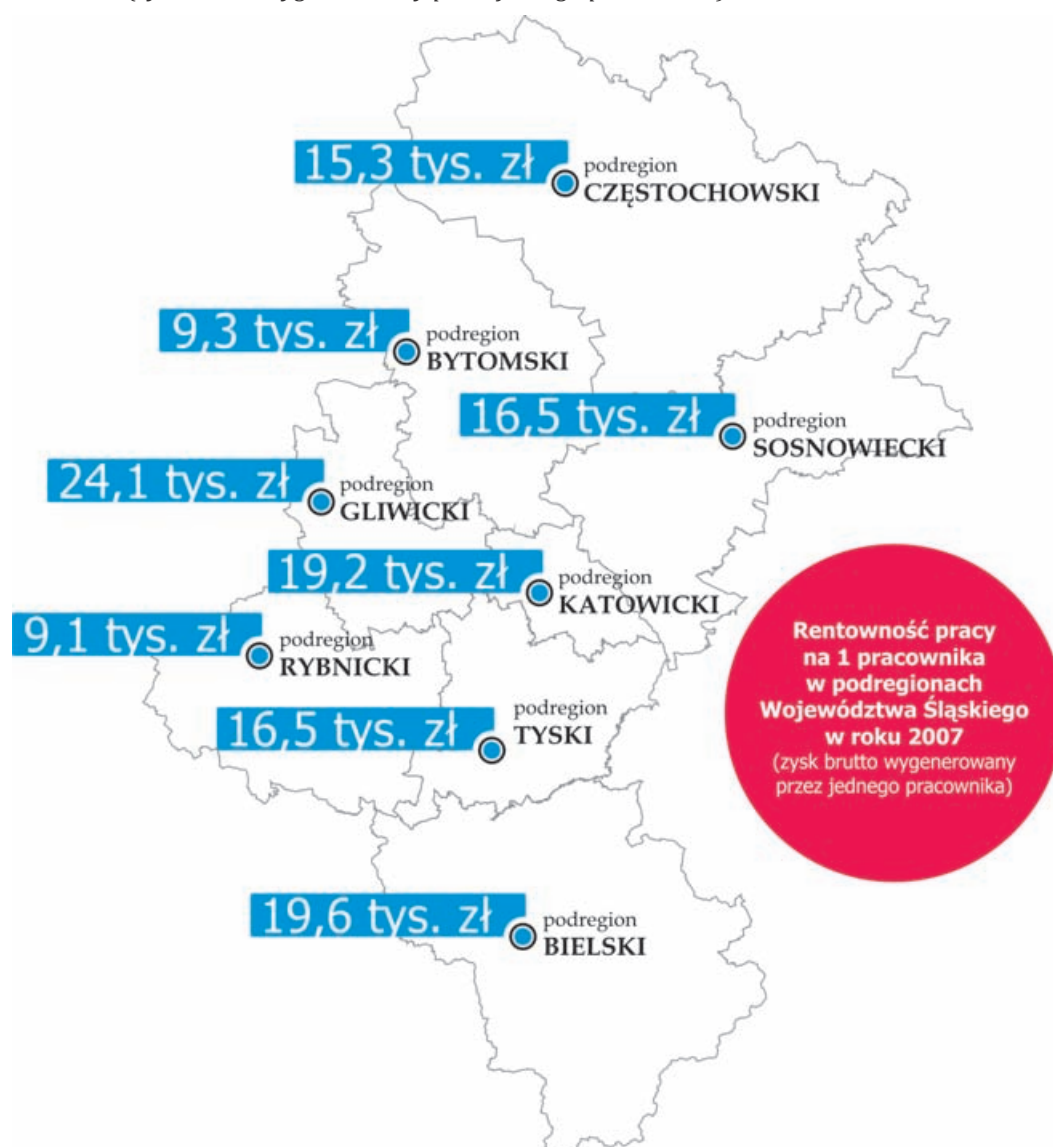 15,3 tys. zł
podregion
CZĘSTOCHOWSKI
9,3 tys. zł
podregion
BYTOMSKI
16,5 tys. zł
podregion
SOSNOWIECKI
24,1 tys. zł
podregion
GLIWICKI
19,2 tys. zł
podregion
KATOWICKI
9,1 tys. zł
podregion
RYBNICKI
16,5 tys. zł
podregion
TYSKI
19,6 tys. zł
podregion
BIELSKI
Rentowność pracy
na 1 pracownika
w podregionach
Województwa Śląskiego
w roku 2007
(zysk brutto wygenerowany
przez jednego pracownika)